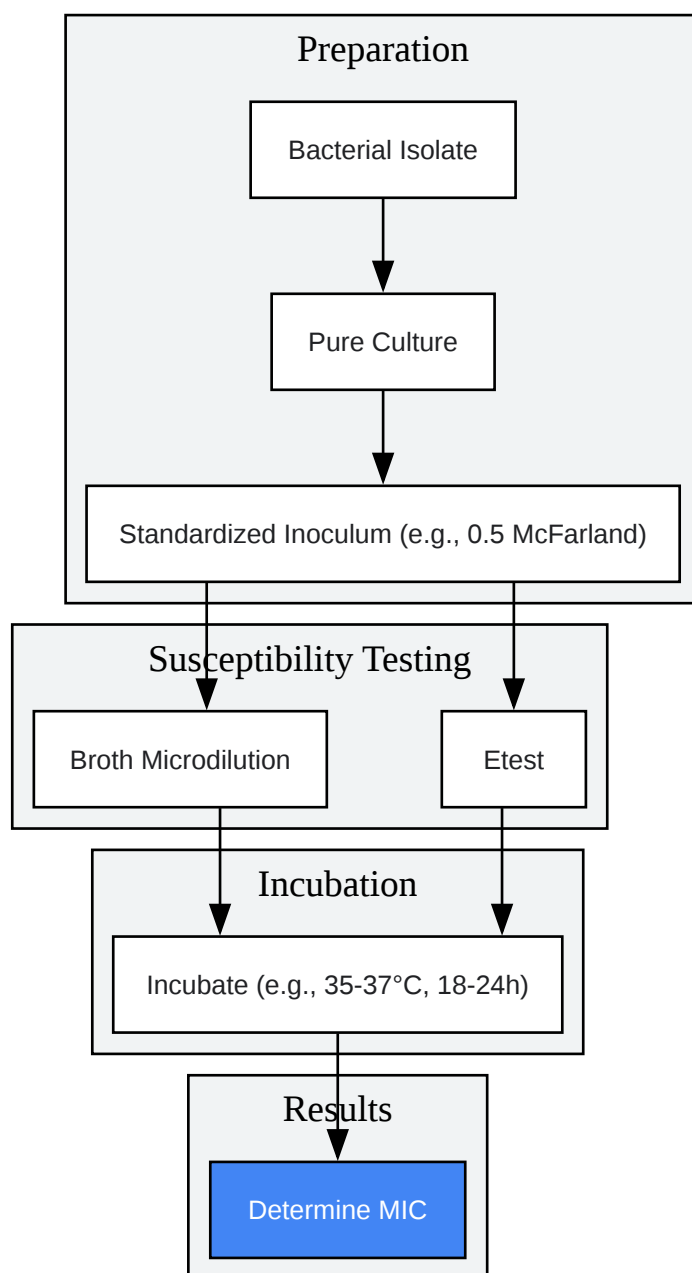 Preparation
Bacterial Isolate
Pure Culture
Standardized Inoculum (e.g., 0.5 McFarland)
Susceptibility Testing
Broth Microdilution
Etest
Incubation
Incubate (e.g., 35-37°C, 18-24h)
Results
Determine MIC